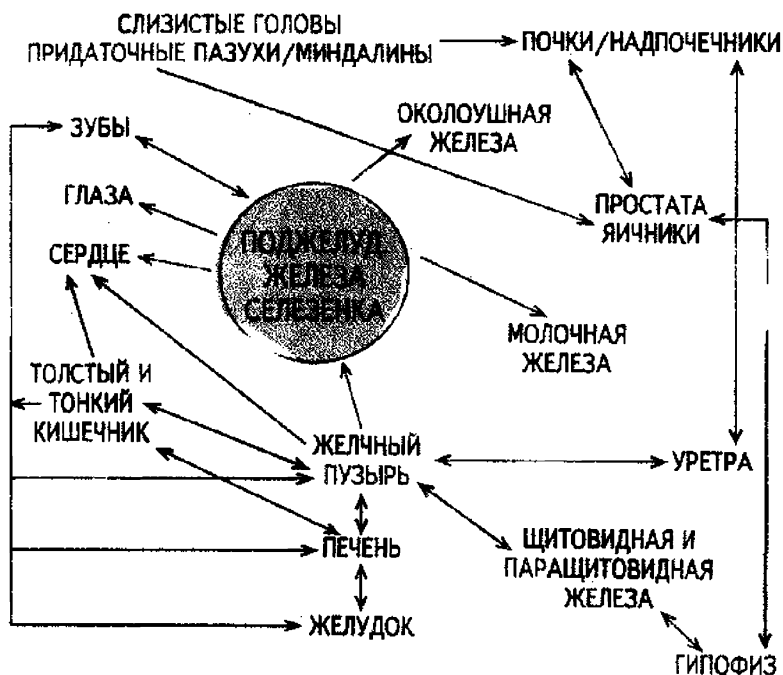 СЛИЗИСТЫЕ ГОЛОВЫ
ПРИДАТОЧНЫЕ ПАЗУХИ/МИНДАЛИНЫ
ПОЧКИ/НАДПОЧЕЧНИКИ
ОКОЛОУШНАЯ
ЖЕЛЕЗА
ЗУБЫ
ГЛАЗА
СЕРДЦЕ
ПОДЖЕЛУД.
ЖЕЛЕЗА
СЕЛЕЗЕНКА
ПРОСТАТА
ЯИЧНИКИ
МОЛОЧНАЯ
ЖЕЛЕЗА
ТОЛСТЫЙ И
ТОНКИЙ
КИШЕЧНИК
ЖЕЛЧНЫЙ
ПУЗЫРЬ
УРЕТРА
ПЕЧЕНЬ
ЩИТОВИДНАЯ И
ПАРАЩИТОВИДНАЯ
ЖЕЛЕЗА
ЖЕЛУДОК
ГИПОФИЗ